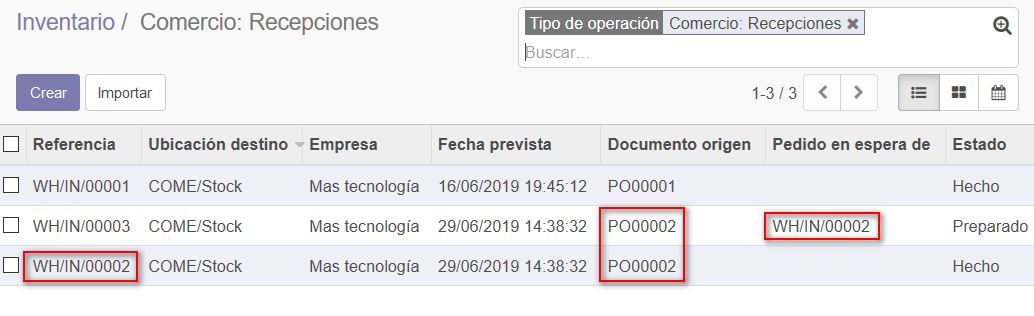 Inventario / Comercio: Recepciones
Tipo de operación Comercio: Recepciones ✖
Buscar...
Crear Importar
1-3 / 3
Referencia Ubicación destino Empresa Fecha prevista Documento origen Pedido en espera de Estado
WH/IN/00001 COME/Stock Mas tecnología 16/06/2019 19:45:12 PO00001 Hecho
WH/IN/00003 COME/Stock Mas tecnología 29/06/2019 14:38:32 PO00002 WH/IN/00002 Preparado
WH/IN/00002 COME/Stock Mas tecnología 29/06/2019 14:38:32 PO00002 Hecho